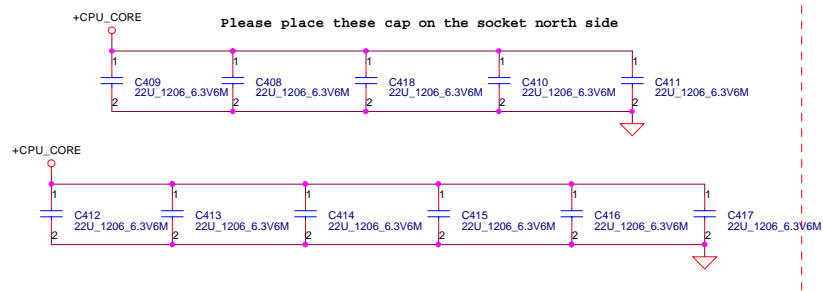 Please place these cap on the socket north side
+CPU_CORE
1 1 1 1 1
C409 C408 C418 C410 C411
22U_1206_6.3V6M 22U_1206_6.3V6M 22U_1206_6.3V6M 22U_1206_6.3V6M 22U_1206_6.3V6M
2 2 2 2 2
+CPU_CORE
1 1 1 1 1 1
C412 C413 C414 C415 C416 C417
22U_1206_6.3V6M 22U_1206_6.3V6M 22U_1206_6.3V6M 22U_1206_6.3V6M 22U_1206_6.3V6M 22U_1206_6.3V6M
2 2 2 2 2 2